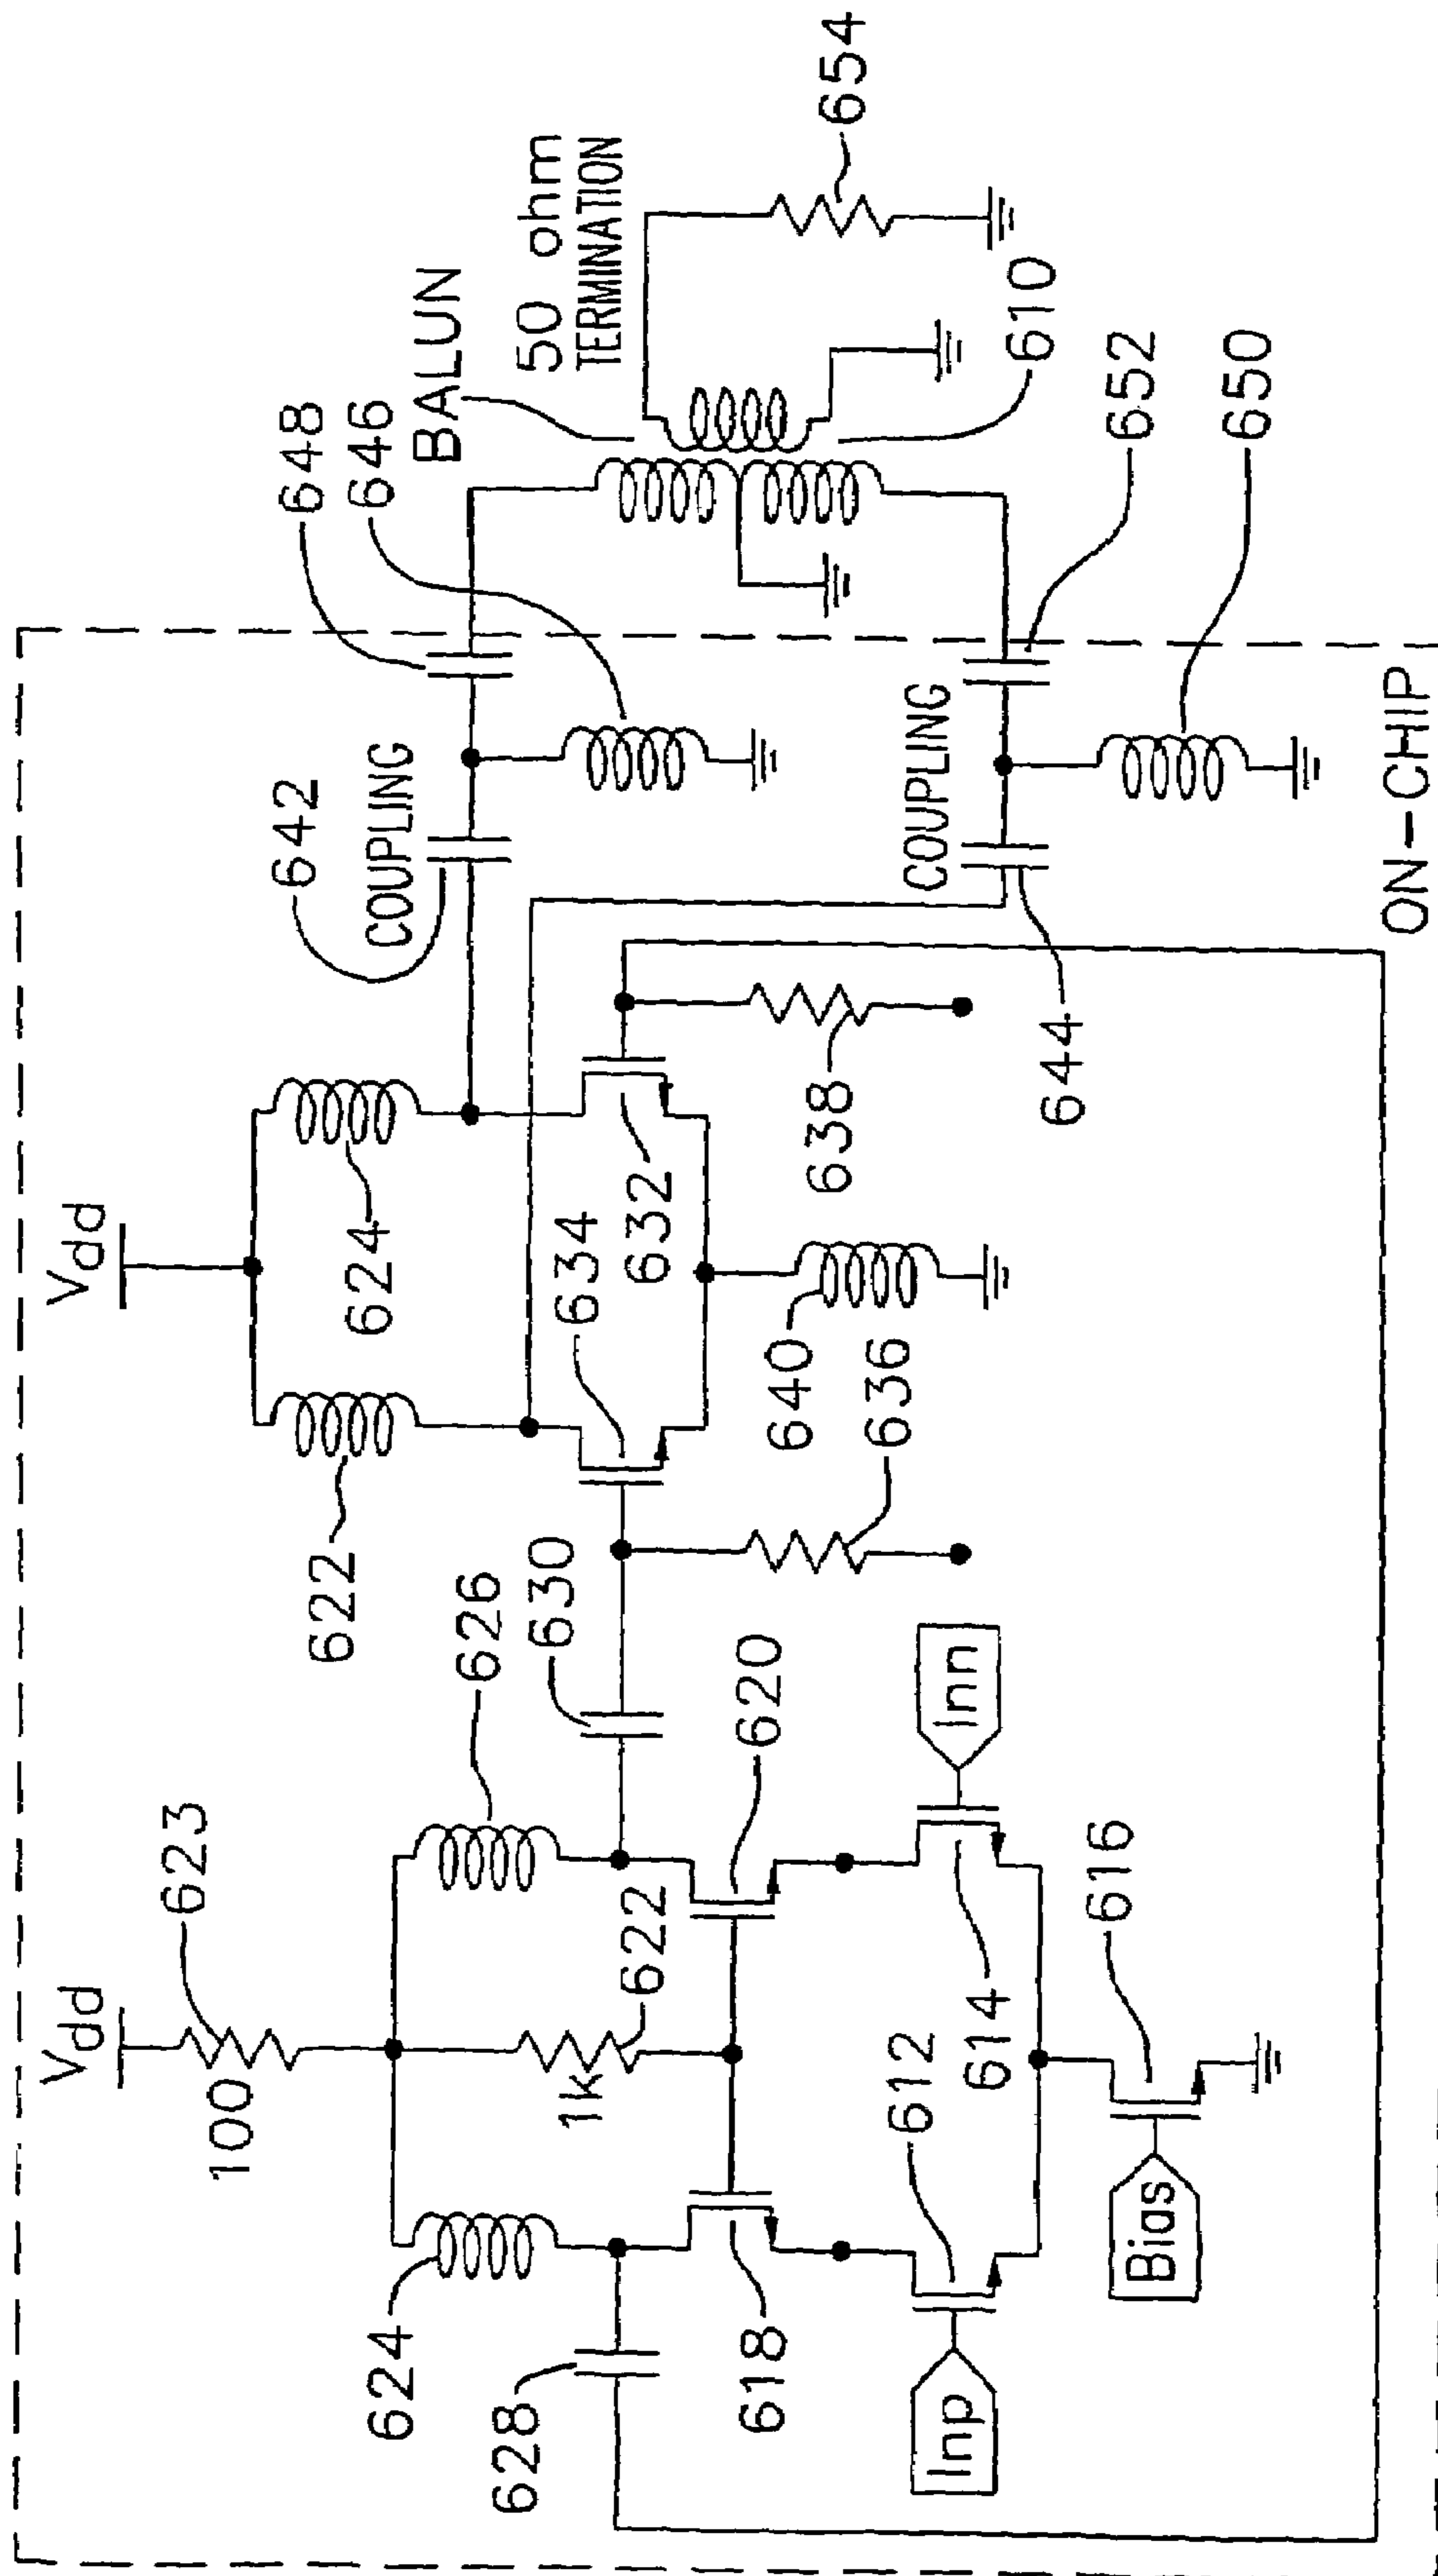 Vdd
623
100
624
626
1k
622
628
630
618
620
612
614
Inp
Inn
Bias
616
Vdd
622
624
634
632
640
636
638
642
COUPLING
648
646
COUPLING
644
652
650
BALUN
610
50 ohm
TERMINATION
654
ON-CHIP